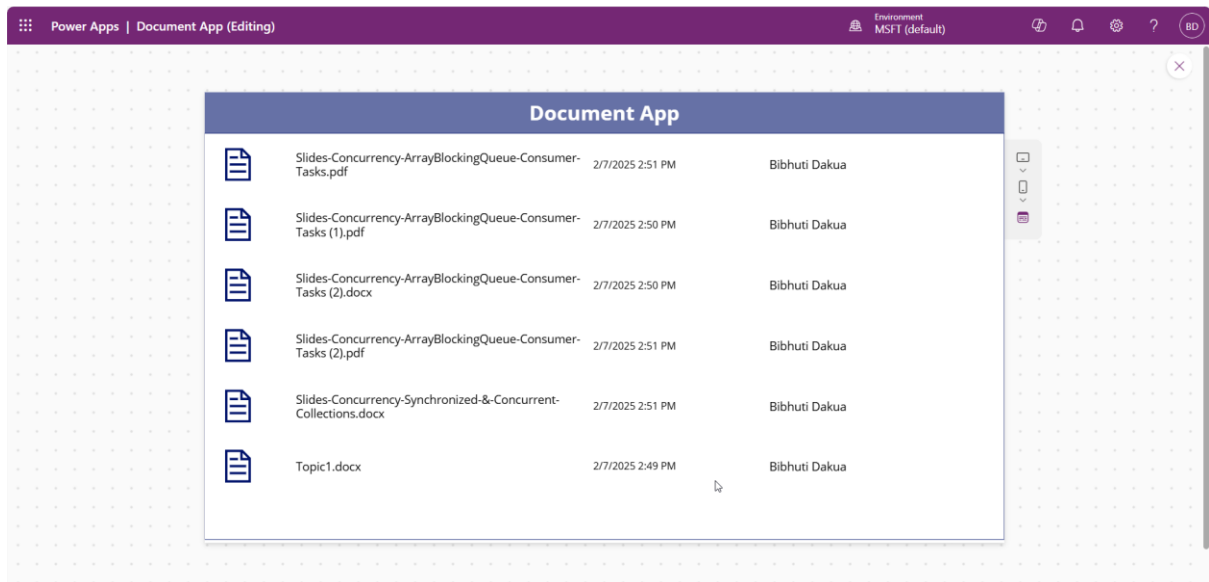 Power Apps | Document App (Editing)
Environment
MSFT (default)
?
BD
Document App
Slides-Concurrency-ArrayBlockingQueue-Consumer-
Tasks.pdf
2/7/2025 2:51 PM
Bibhuti Dakua
Slides-Concurrency-ArrayBlockingQueue-Consumer-
Tasks (1).pdf
2/7/2025 2:50 PM
Bibhuti Dakua
Slides-Concurrency-ArrayBlockingQueue-Consumer-
Tasks (2).docx
2/7/2025 2:50 PM
Bibhuti Dakua
Slides-Concurrency-ArrayBlockingQueue-Consumer-
Tasks (2).pdf
2/7/2025 2:51 PM
Bibhuti Dakua
Slides-Concurrency-Synchronized-&-Concurrent-
Collections.docx
2/7/2025 2:51 PM
Bibhuti Dakua
Topic1.docx
2/7/2025 2:49 PM
Bibhuti Dakua